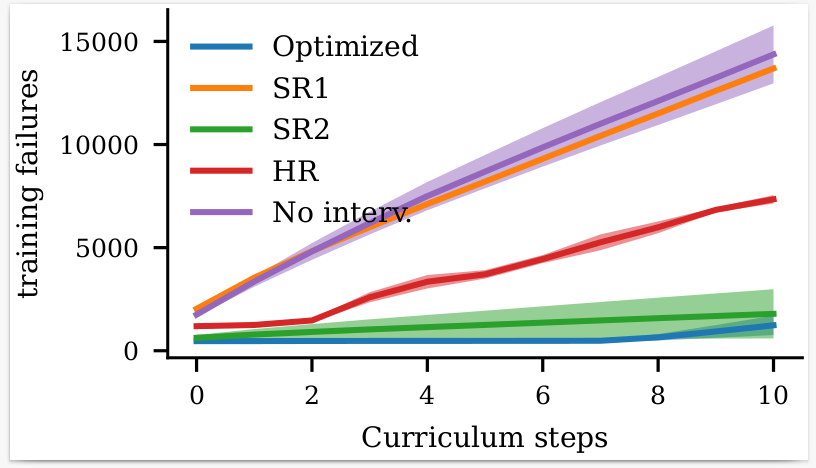 training failures
15000
10000
5000
0
Optimized
SR1
SR2
HR
No interv.
0 2 4 6 8 10
Curriculum steps